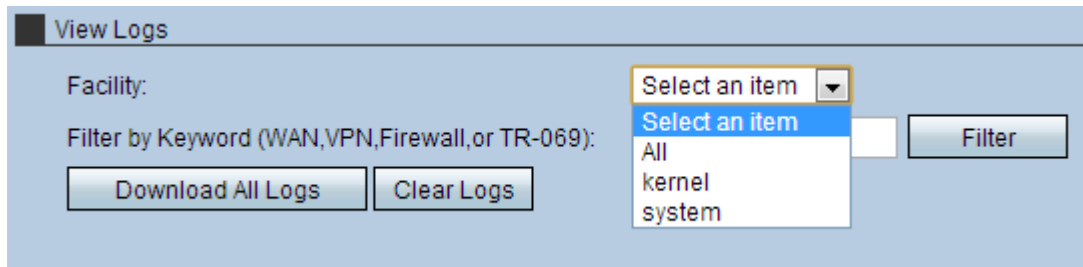 View Logs
Facility: Select an item
Select an item
Filter by Keyword (WAN,VPN,Firewall,or TR-069): Filter
All
kernel
Download All Logs Clear Logs
system